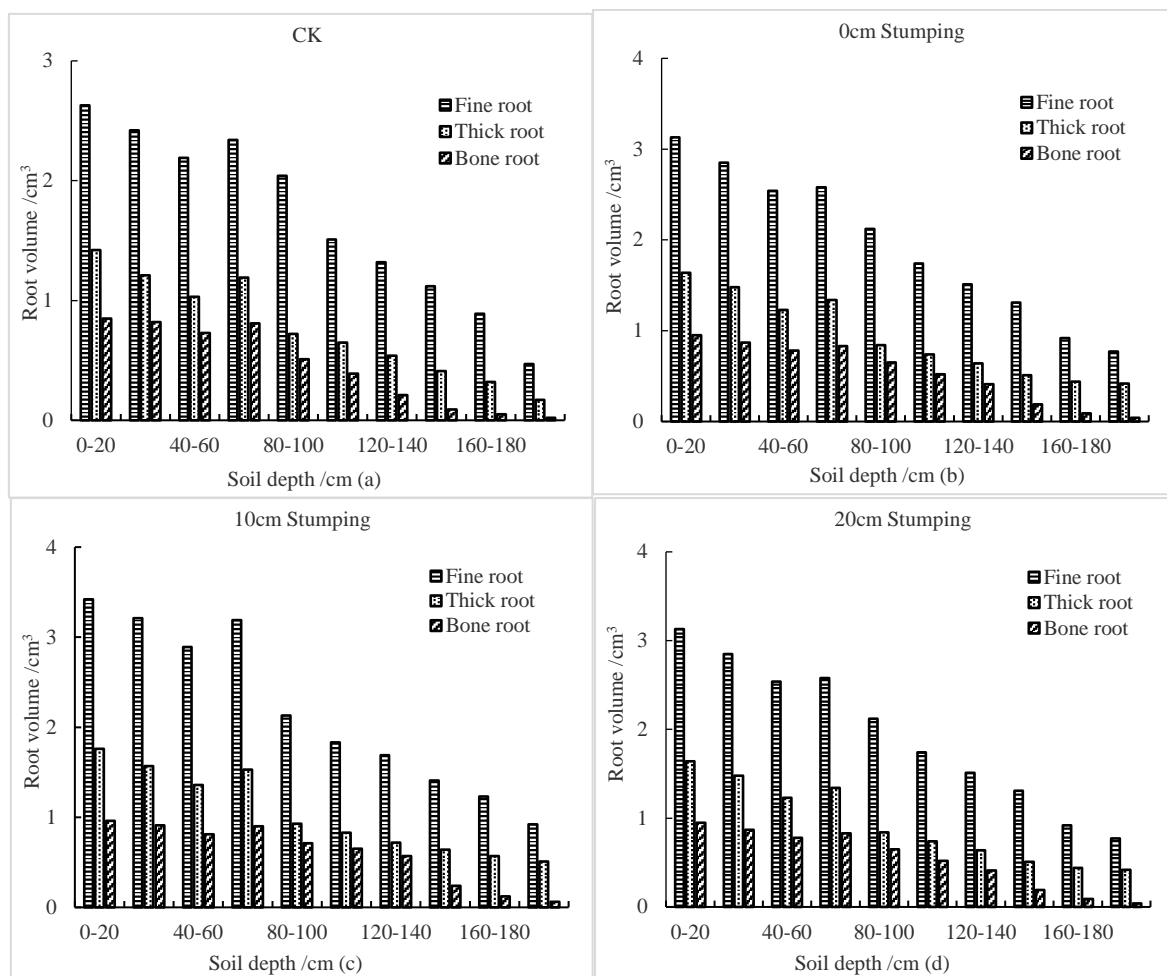 CK
3
2
1
0
Root volume /cm³
Fine root
Thick root
Bone root
0-20 40-60 80-100 120-140 160-180
Soil depth /cm (a)
0cm Stumping
4
3
2
1
0
Root volume /cm³
Fine root
Thick root
Bone root
0-20 40-60 80-100 120-140 160-180
Soil depth /cm (b)
10cm Stumping
4
3
2
1
0
Root volume /cm³
Fine root
Thick root
Bone root
0-20 40-60 80-100 120-140 160-180
Soil depth /cm (c)
20cm Stumping
4
3
2
1
0
Root volume /cm³
Fine root
Thick root
Bone root
0-20 40-60 80-100 120-140 160-180
Soil depth /cm (d)